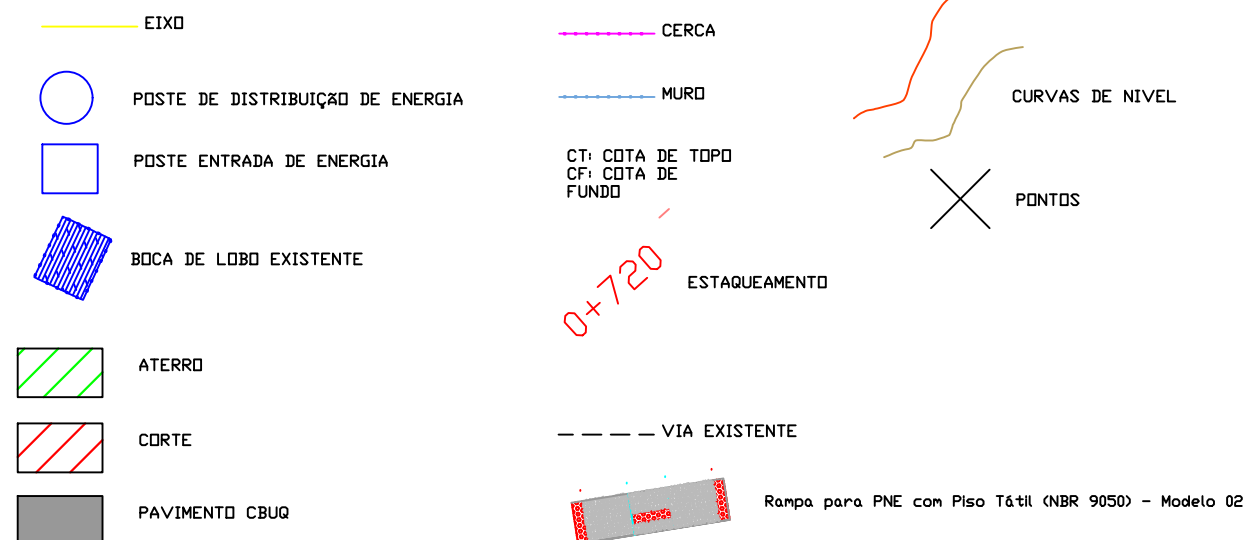 EIXO
POSTE DE DISTRIBUIÇÃO DE ENERGIA
POSTE ENTRADA DE ENERGIA
BOCA DE LOBO EXISTENTE
ATERRO
CORTE
PAVIMENTO CBUQ
CERCA
MURO
CT: COTA DE TOPO
CF: COTA DE
FUNDO
0+720
ESTAQUEAMENTO
VIA EXISTENTE
Rampa para PNE com Piso Tátil (NBR 9050) - Modelo 02
CURVAS DE NIVEL
PONTOS